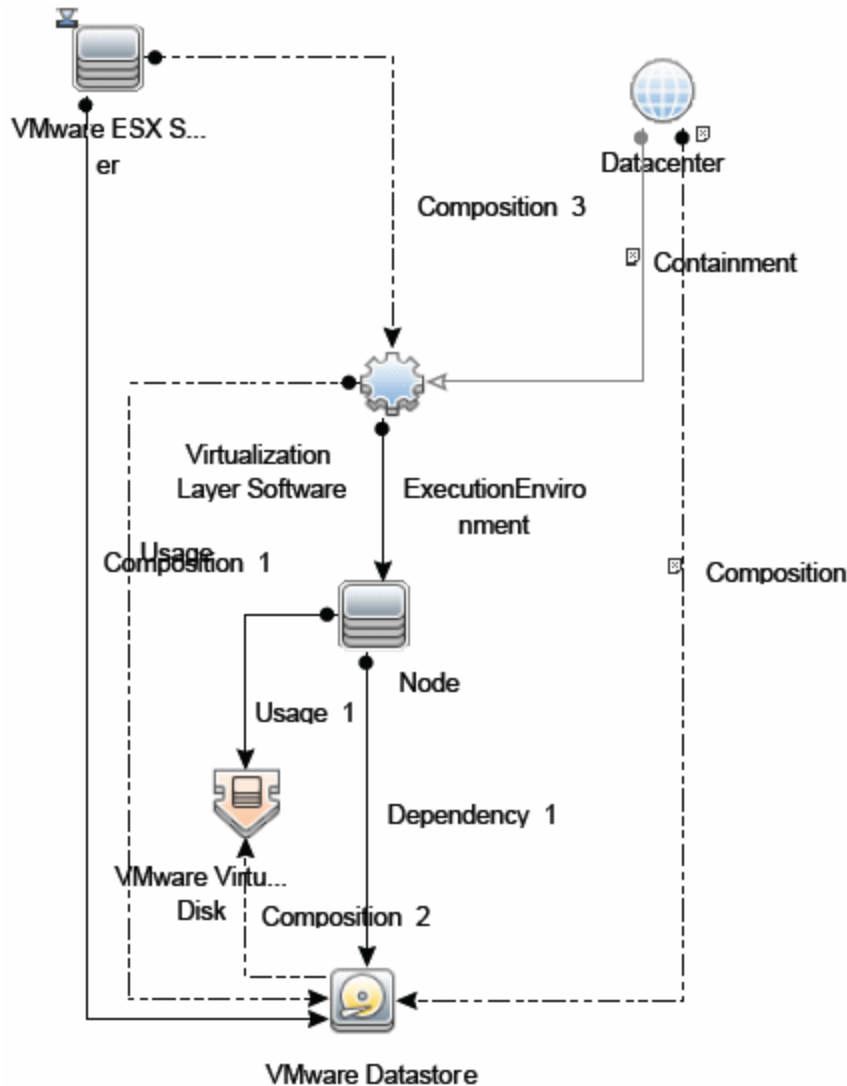 VMware ESX S...
er
Datacenter
Composition 3
Containment
Virtualization
Layer Software
ExecutionEnviro
nment
Usage
Composition 1
Composition
Node
Usage 1
Dependency 1
VMware Virtu...
Disk
Composition 2
VMware Datastore